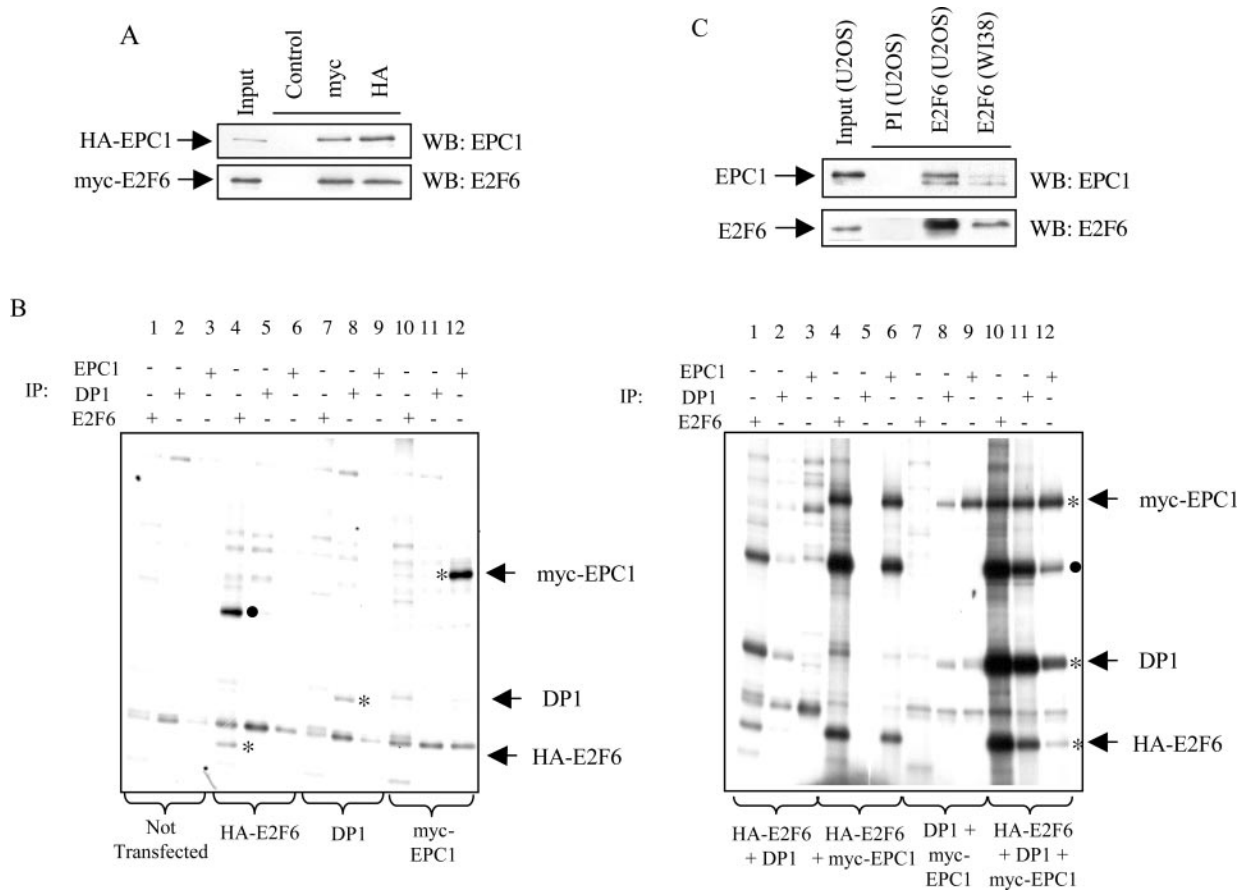 A
Input
Control
myc
HA
HA-EPC1
WB: EPC1
myc-E2F6
WB: E2F6
C
Input (U2OS)
PI (U2OS)
E2F6 (U2OS)
E2F6 (WI38)
EPC1
WB: EPC1
E2F6
WB: E2F6
B
1 2 3 4 5 6 7 8 9 10 11 12
EPC1 - - + - - + - - + - - +
IP: DP1 - + - - + - - + - - + -
E2F6 + - - + - - + - - + - -
*
*
*
*
myc-EPC1
DP1
HA-E2F6
Not Transfected
HA-E2F6
DP1
myc-EPC1
1 2 3 4 5 6 7 8 9 10 11 12
EPC1 - - + - - + - - + - - +
IP: DP1 - + - - - - - - - - + -
E2F6 + - - + - - + - - + - -
* myc-EPC1
* DP1
* HA-E2F6
HA-E2F6 + DP1
HA-E2F6 + myc-EPC1
DP1 + myc-EPC1
HA-E2F6 + DP1 + myc-EPC1